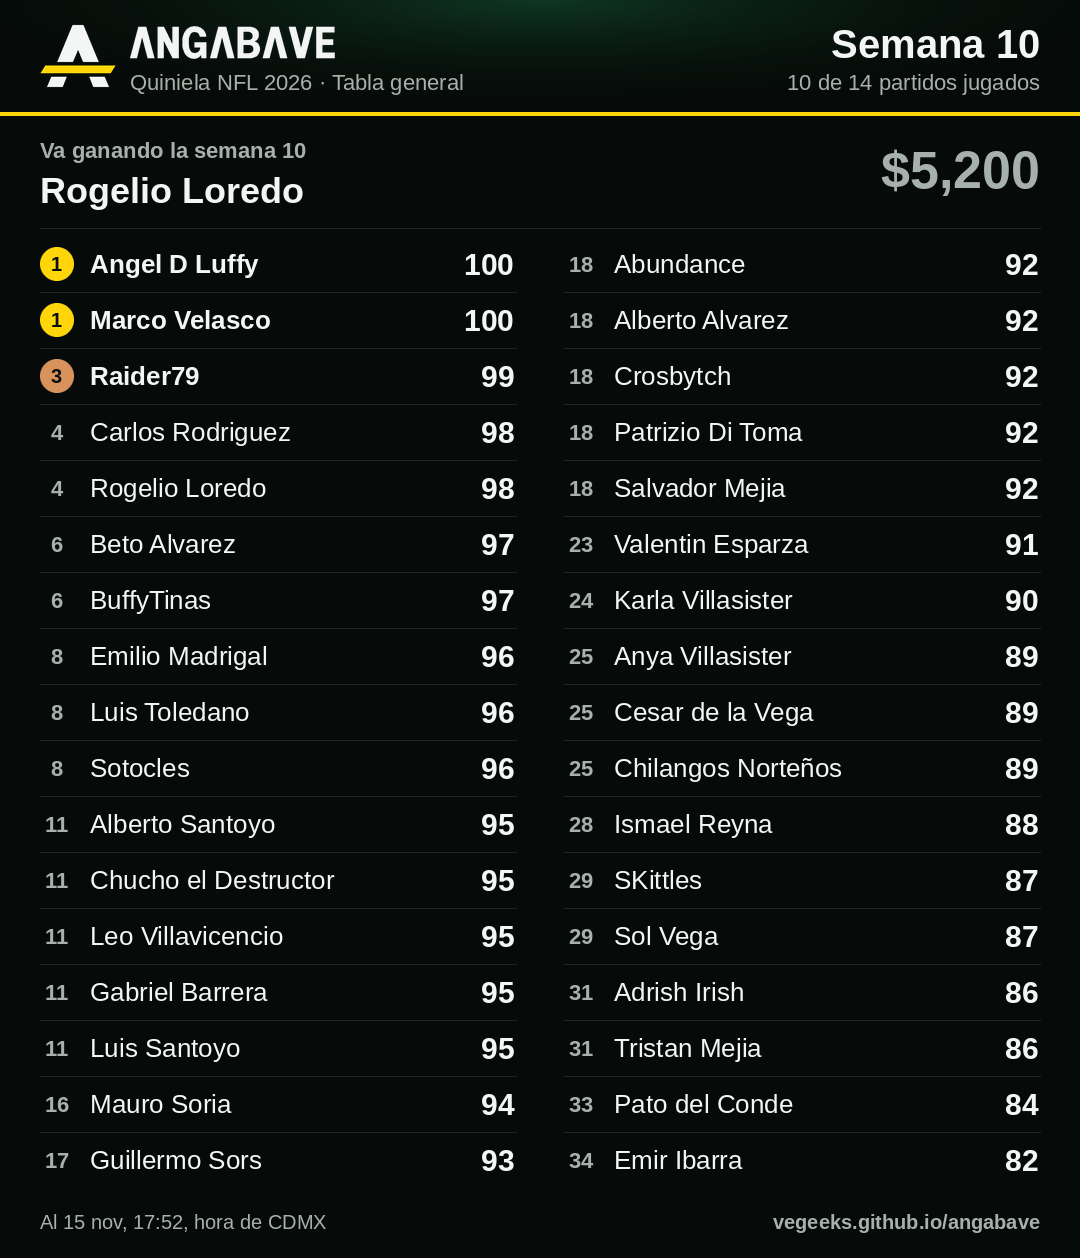 ANGABAVE
Quiniela NFL 2026 · Tabla general
Semana 10
10 de 14 partidos jugados
Va ganando la semana 10
Rogelio Loredo
$5,200
1 Angel D Luffy 100
1 Marco Velasco 100
3 Raider79 99
4 Carlos Rodriguez 98
4 Rogelio Loredo 98
6 Beto Alvarez 97
6 BuffyTinas 97
8 Emilio Madrigal 96
8 Luis Toledano 96
8 Sotocles 96
11 Alberto Santoyo 95
11 Chucho el Destructor 95
11 Leo Villavicencio 95
11 Gabriel Barrera 95
11 Luis Santoyo 95
16 Mauro Soria 94
17 Guillermo Sors 93
18 Abundance 92
18 Alberto Alvarez 92
18 Crosbytch 92
18 Patrizio Di Toma 92
18 Salvador Mejia 92
23 Valentin Esparza 91
24 Karla Villasister 90
25 Anya Villasister 89
25 Cesar de la Vega 89
25 Chilangos Norteños 89
28 Ismael Reyna 88
29 SKittles 87
29 Sol Vega 87
31 Adrish Irish 86
31 Tristan Mejia 86
33 Pato del Conde 84
34 Emir Ibarra 82
Al 15 nov, 17:52, hora de CDMX
vegeeks.github.io/angabave